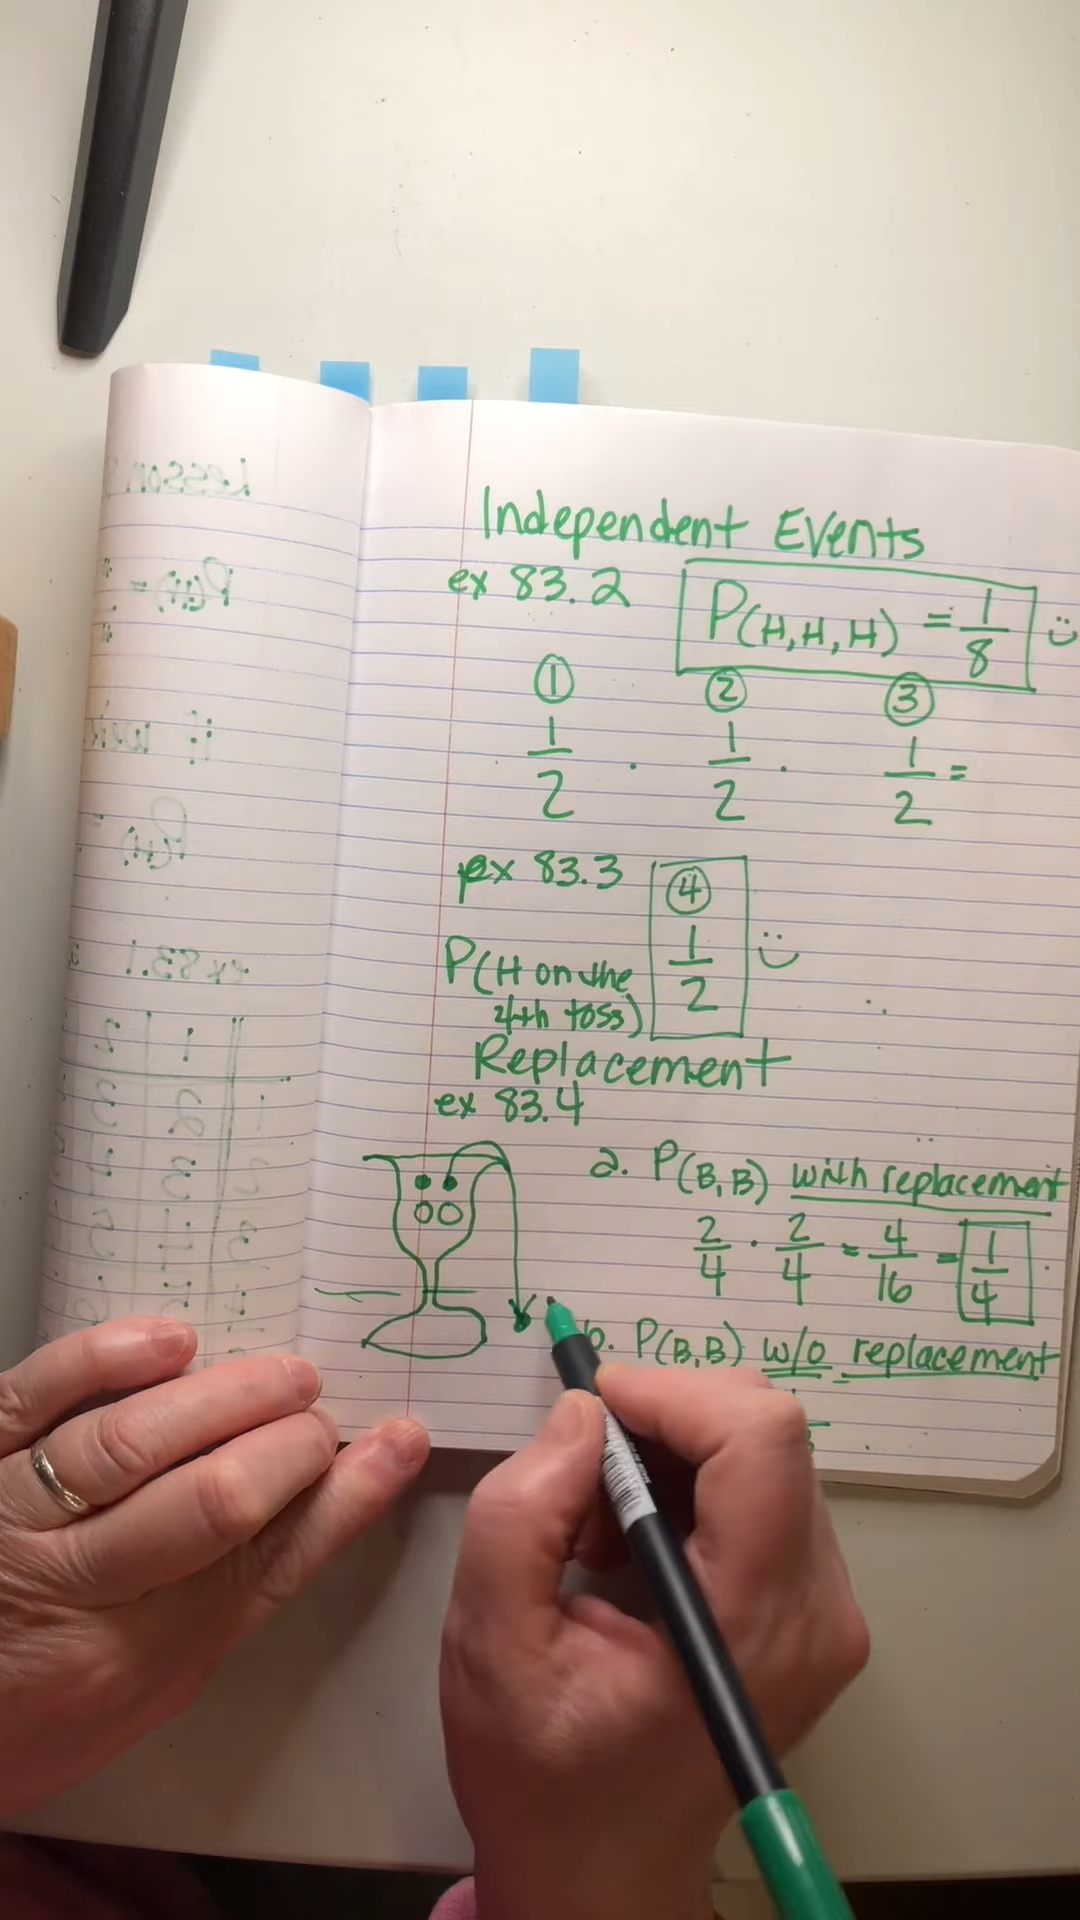 Independent Events
ex 83.2
P(H,H,H) = 1/8
① ② ③
1/2 · 1/2 · 1/2 =
ex 83.3
④
1/2
P(H on the
4th toss)
Replacement
ex 83.4
a. P(B,B) with replacement
2/4 · 2/4 = 4/16 = 1/4
b. P(B,B) w/o replacement